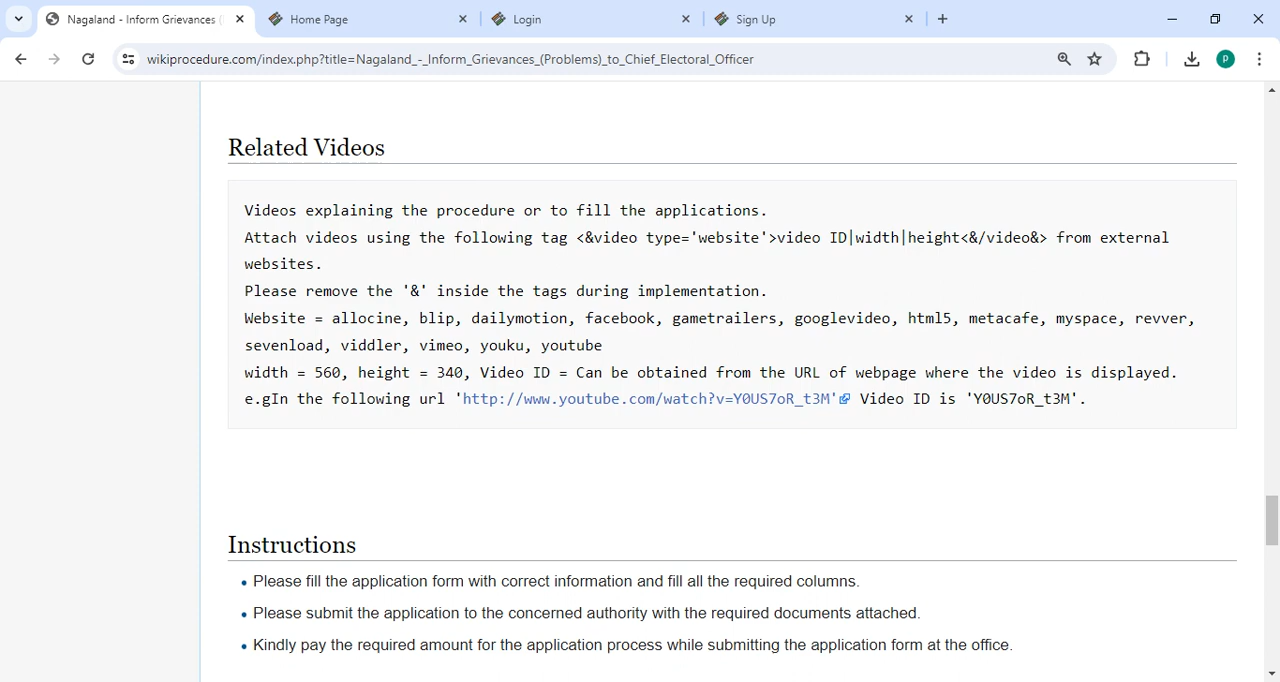 Nagaland - Inform Grievances (
Home Page
Login
Sign Up
wikiprocedure.com/index.php?title=Nagaland_-_Inform_Grievances_(Problems)_to_Chief_Electoral_Officer
P
Related Videos
Videos explaining the procedure or to fill the applications.
Attach videos using the following tag <&video type='website'>video ID|width|height<&/video&> from external
websites.
Please remove the '&' inside the tags during implementation.
Website = allocine, blip, dailymotion, facebook, gametrailers, googlevideo, html5, metacafe, myspace, revver,
sevenload, viddler, vimeo, youku, youtube
width = 560, height = 340, Video ID = Can be obtained from the URL of webpage where the video is displayed.
e.gIn the following url 'http://www.youtube.com/watch?v=Y0US7oR_t3M' Video ID is 'Y0US7oR_t3M'.
Instructions
• Please fill the application form with correct information and fill all the required columns.
• Please submit the application to the concerned authority with the required documents attached.
• Kindly pay the required amount for the application process while submitting the application form at the office.